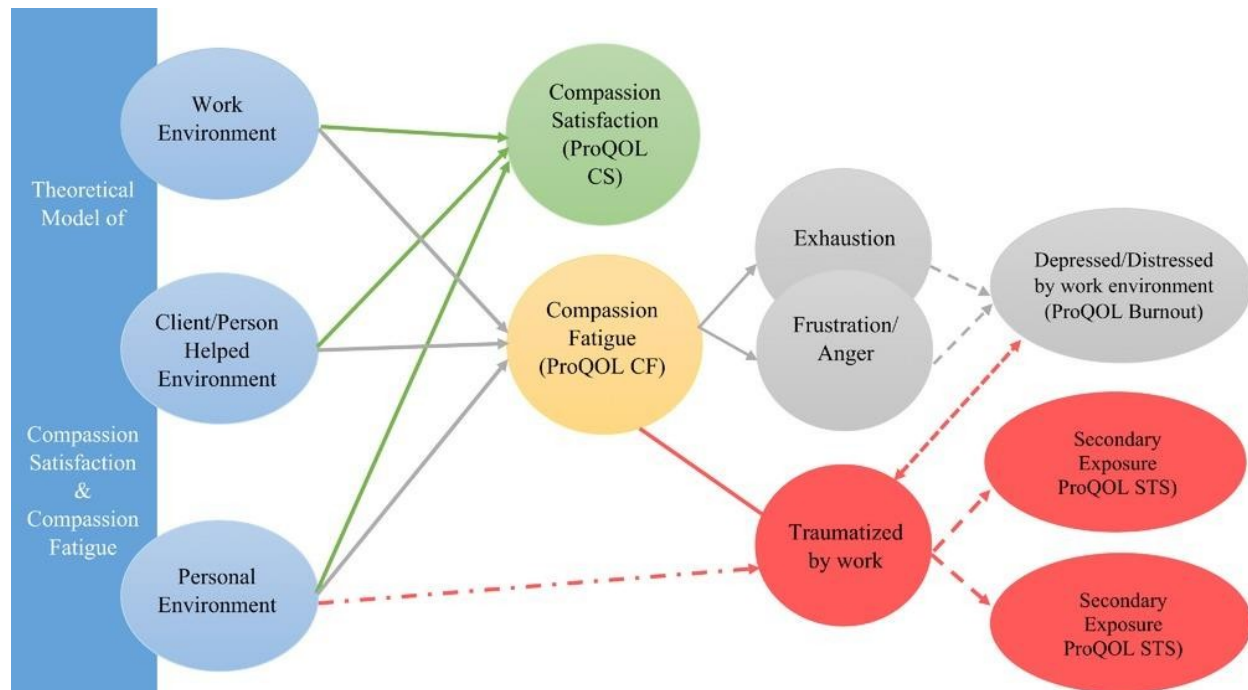 Theoretical
Model of
Compassion
Satisfaction
&
Compassion
Fatigue
Work
Environment
Client/Person
Helped
Environment
Personal
Environment
Compassion
Satisfaction
(ProQOL
CS)
Compassion
Fatigue
(ProQOL CF)
Exhaustion
Frustration/
Anger
Depressed/Distressed
by work environment
(ProQOL Burnout)
Traumatized
by work
Secondary
Exposure
ProQOL STS)
Secondary
Exposure
ProQOL STS)